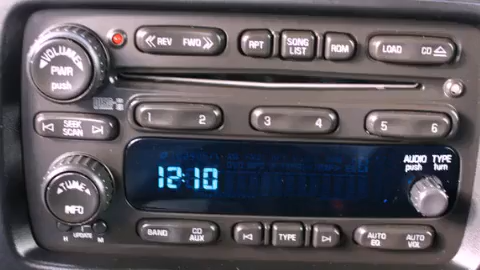 VOLUME
PWR
push
REV FWD
RPT
SONG LIST
RDM
LOAD CD
1 2
3 4
5 6
SEEK
SCAN
12:10
AUDIO TYPE
push turn
TUNE
INFO
H UPDATE M
BAND
CD
AUX
TYPE
AUTO
EQ
AUTO
VOL